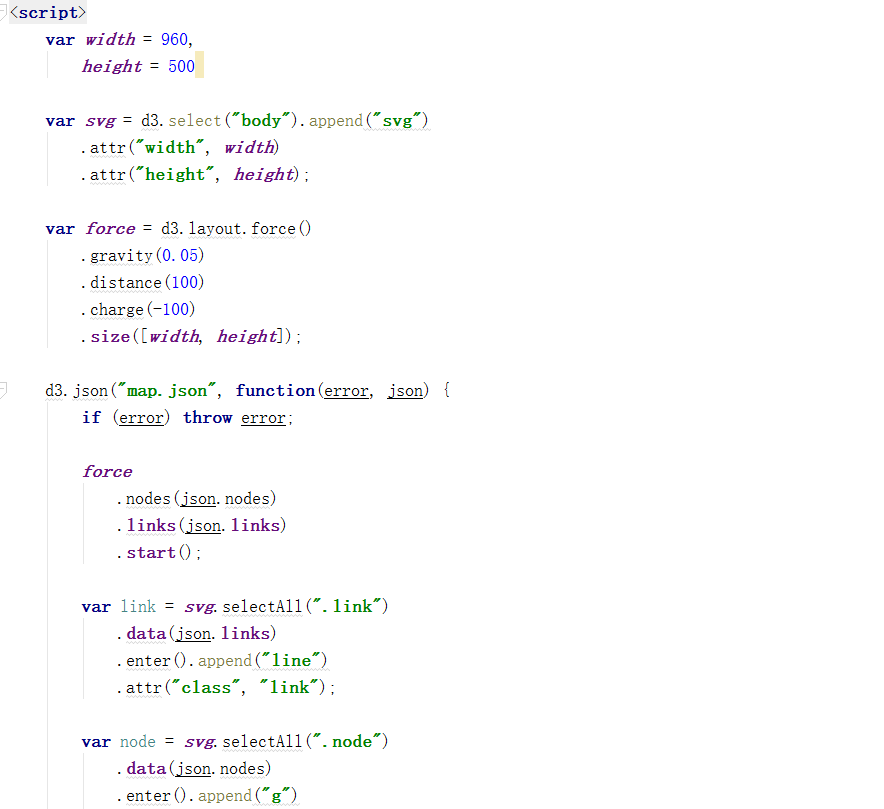 <script>
var width = 960,
height = 500
var svg = d3.select("body").append("svg")
.attr("width", width)
.attr("height", height);
var force = d3.layout.force()
.gravity(0.05)
.distance(100)
.charge(-100)
.size([width, height]);
d3.json("map.json", function(error, json) {
if (error) throw error;
force
.nodes(json.nodes)
.links(json.links)
.start();
var link = svg.selectAll(".link")
.data(json.links)
.enter().append("line")
.attr("class", "link");
var node = svg.selectAll(".node")
.data(json.nodes)
.enter().append("g")